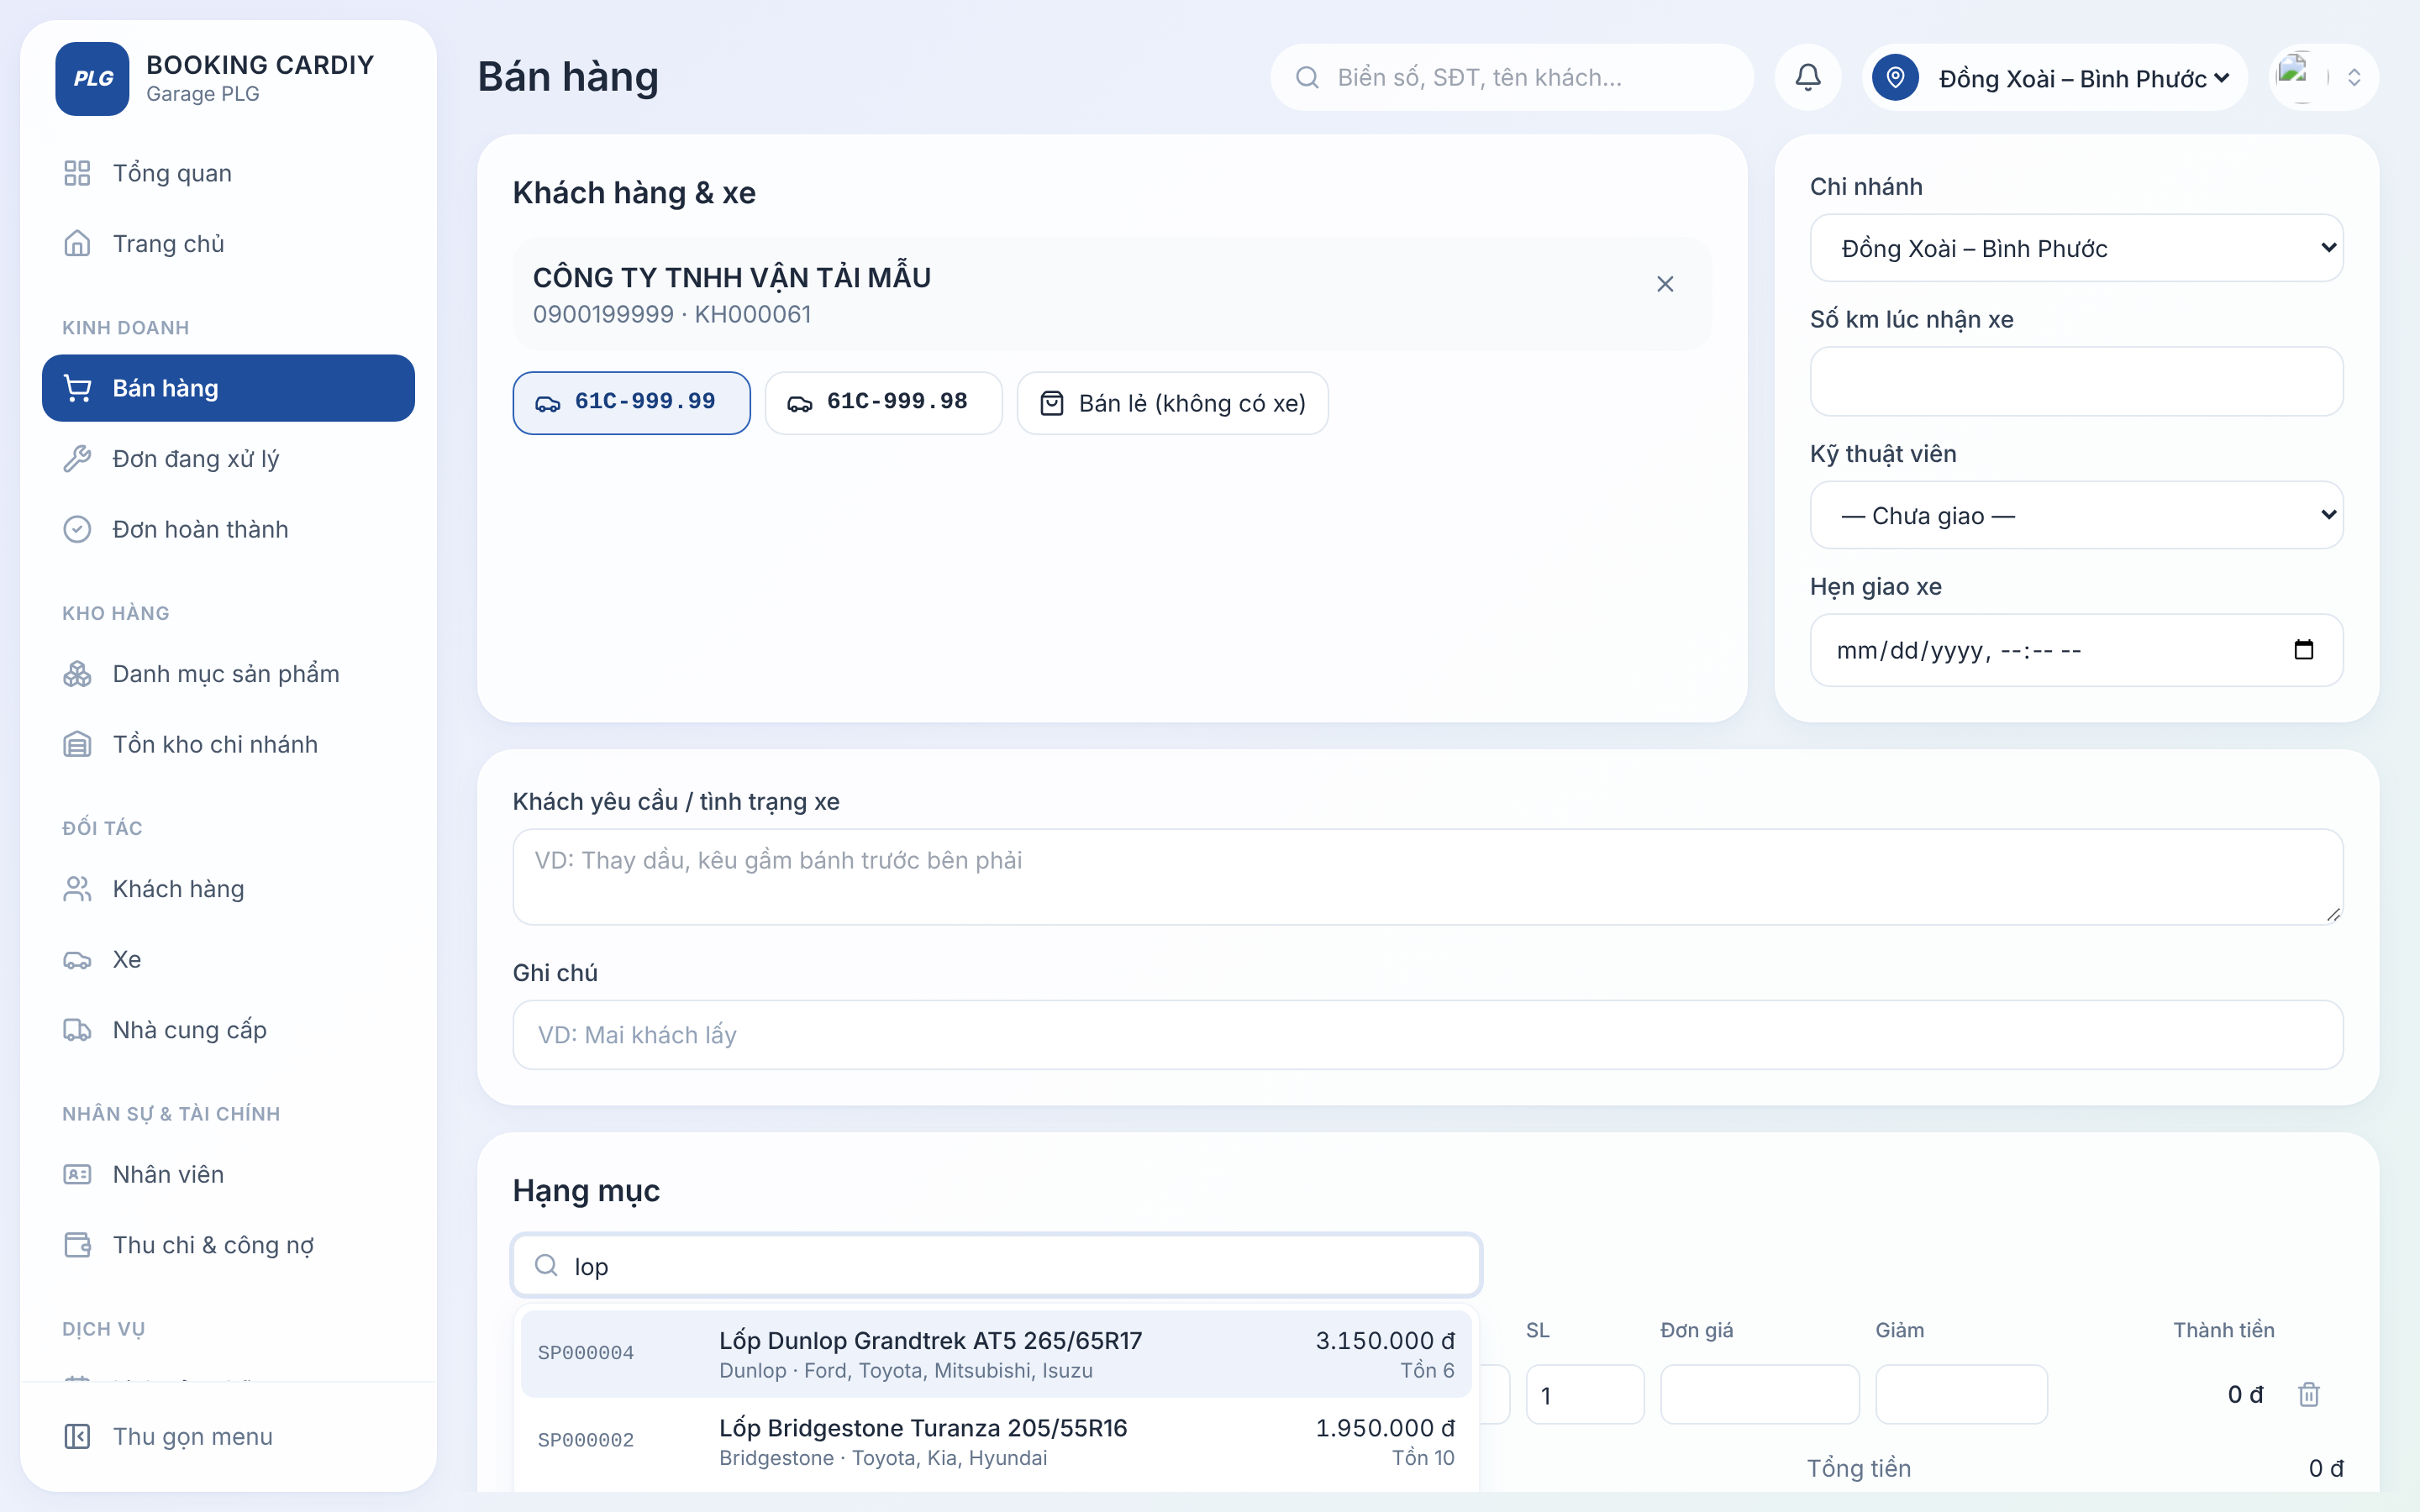 PLG
BOOKING CARDIY
Garage PLG
Tổng quan
Trang chủ
KINH DOANH
Bán hàng
Đơn đang xử lý
Đơn hoàn thành
KHO HÀNG
Danh mục sản phẩm
Tồn kho chi nhánh
ĐỐI TÁC
Khách hàng
Xe
Nhà cung cấp
NHÂN SỰ & TÀI CHÍNH
Nhân viên
Thu chi & công nợ
DỊCH VỤ
Thu gọn menu
Bán hàng
Biển số, SĐT, tên khách...
Đồng Xoài – Bình Phước
Khách hàng & xe
CÔNG TY TNHH VẬN TẢI MẪU
0900199999 · KH000061
61C-999.99
61C-999.98
Bán lẻ (không có xe)
Chi nhánh
Đồng Xoài – Bình Phước
Số km lúc nhận xe
Kỹ thuật viên
— Chưa giao —
Hẹn giao xe
mm/dd/yyyy, --:-- --
Khách yêu cầu / tình trạng xe
VD: Thay dầu, kêu gầm bánh trước bên phải
Ghi chú
VD: Mai khách lấy
Hạng mục
lop
SP000004
Lốp Dunlop Grandtrek AT5 265/65R17
3.150.000 đ
Dunlop · Ford, Toyota, Mitsubishi, Isuzu
Tồn 6
SP000002
Lốp Bridgestone Turanza 205/55R16
1.950.000 đ
Bridgestone · Toyota, Kia, Hyundai
Tồn 10
SL
Đơn giá
Giảm
Thành tiền
1
0 đ
Tổng tiền
0 đ